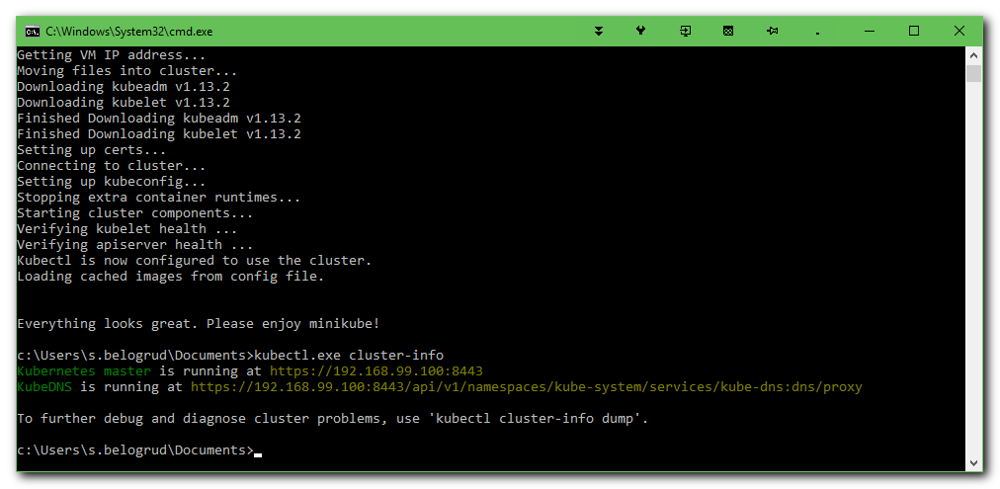 C:\Windows\System32\cmd.exe
Getting VM IP address...
Moving files into cluster...
Downloading kubeadm v1.13.2
Downloading kubelet v1.13.2
Finished Downloading kubeadm v1.13.2
Finished Downloading kubelet v1.13.2
Setting up certs...
Connecting to cluster...
Setting up kubeconfig...
Stopping extra container runtimes...
Starting cluster components...
Verifying kubelet health ...
Verifying apiserver health ...
Kubectl is now configured to use the cluster.
Loading cached images from config file.
Everything looks great. Please enjoy minikube!
c:\Users\s.belogrud\Documents>kubectl.exe cluster-info
Kubernetes master is running at https://192.168.99.100:8443
KubeDNS is running at https://192.168.99.100:8443/api/v1/namespaces/kube-system/services/kube-dns:dns/proxy
To further debug and diagnose cluster problems, use 'kubectl cluster-info dump'.
c:\Users\s.belogrud\Documents>